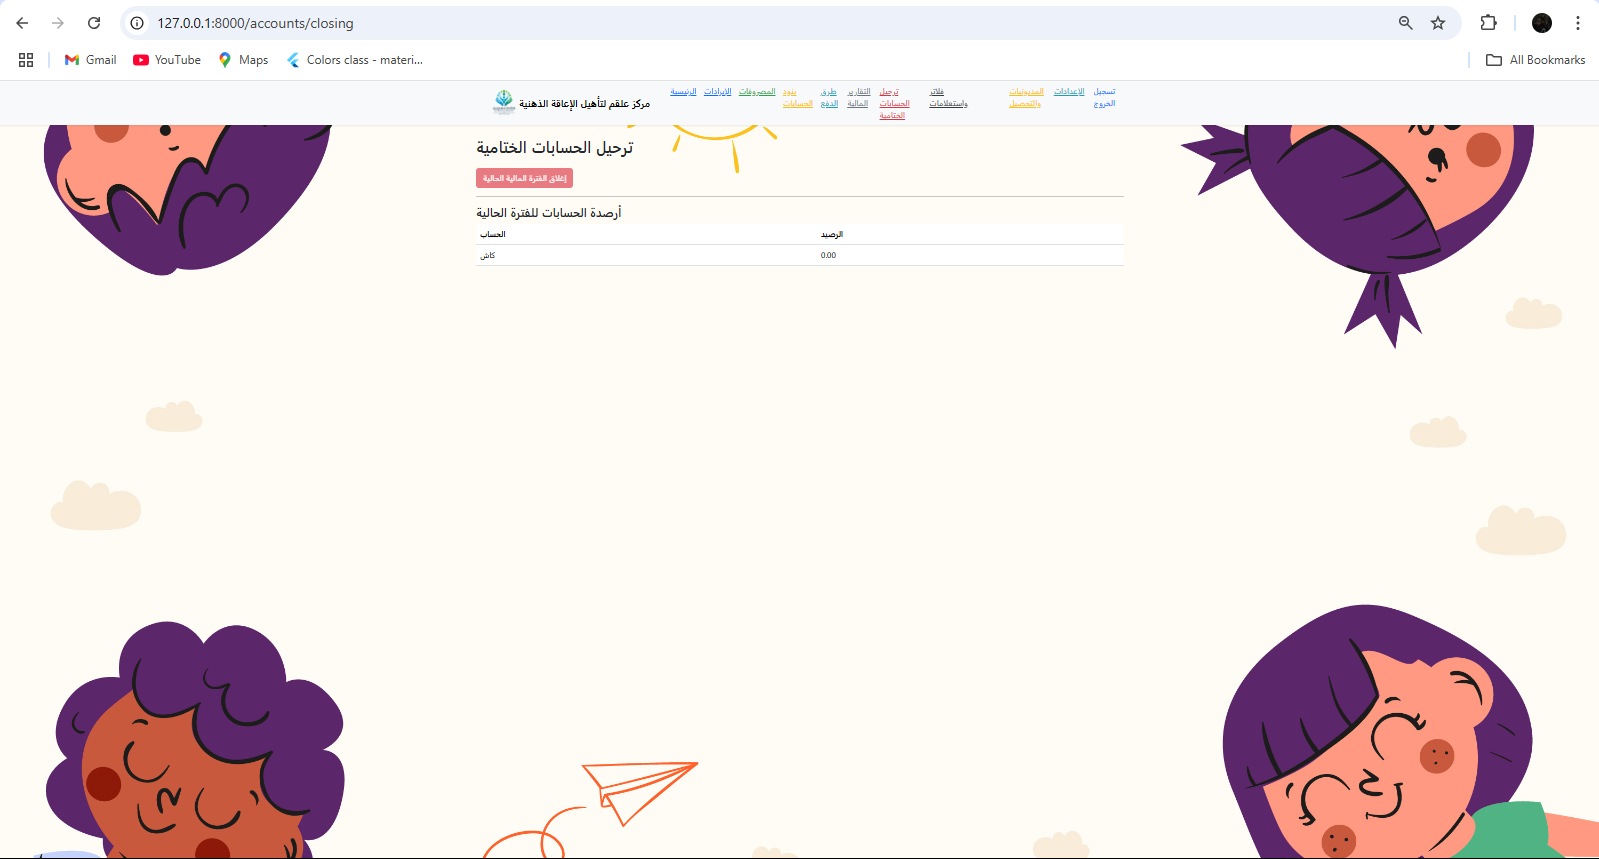 127.0.0.1:8000/accounts/closing
Gmail
YouTube
Maps
Colors class - materi...
All Bookmarks
مركز علقم لتأهيل الإعاقة الذهنية
الرئيسية
الايرادات
المصروفات
بنود
الحسابات
طرق
الدفع
التقارير
المالية
ترحيل
الحسابات
الختامية
فلاتر
واستعلامات
المديونيات
والتحصيل
الإعدادات
تسجيل
الخروج
ترحيل الحسابات الختامية
إغلاق الفترة المالية الحالية
أرصدة الحسابات للفترة الحالية
الحساب الرصيد
كاش 0.00